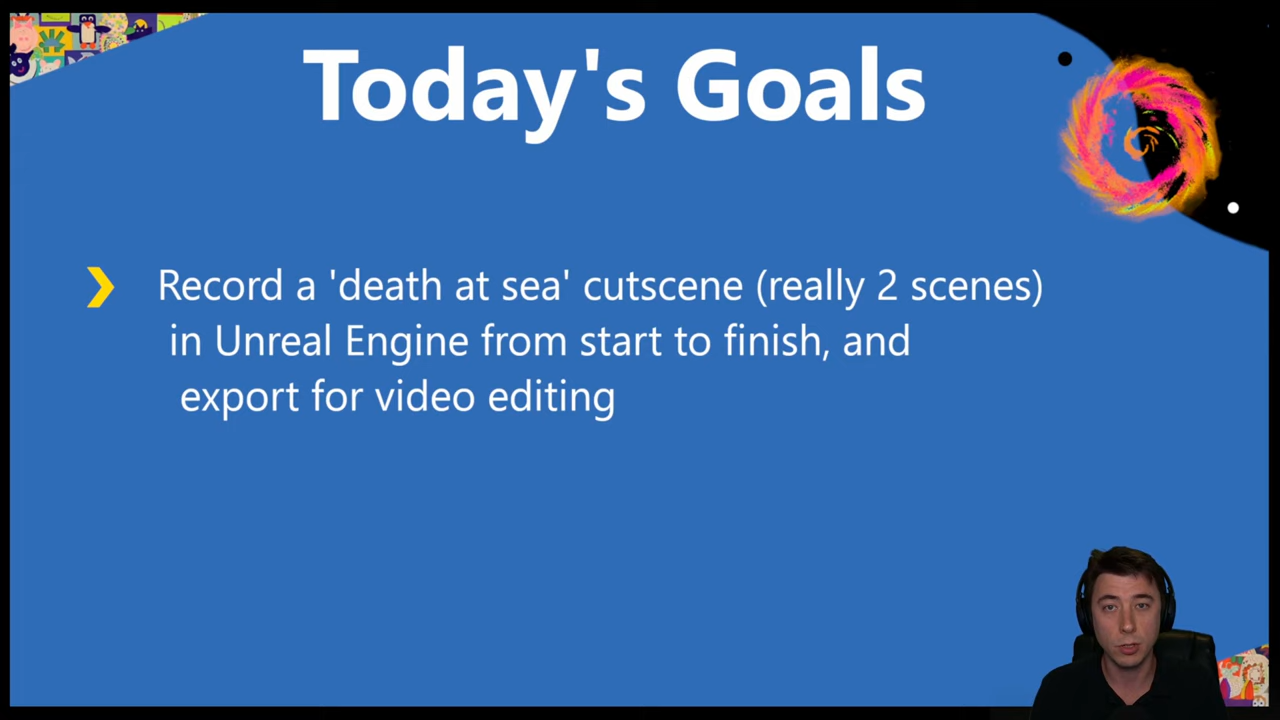 Today's Goals
Record a 'death at sea' cutscene (really 2 scenes)
in Unreal Engine from start to finish, and
export for video editing